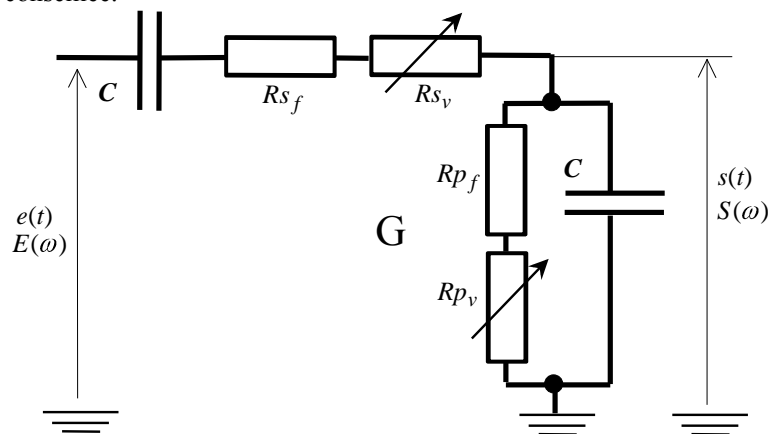 C
Rs_f
Rs_v
Rp_f
C
s(t)
S(ω)
e(t)
E(ω)
G
Rp_v